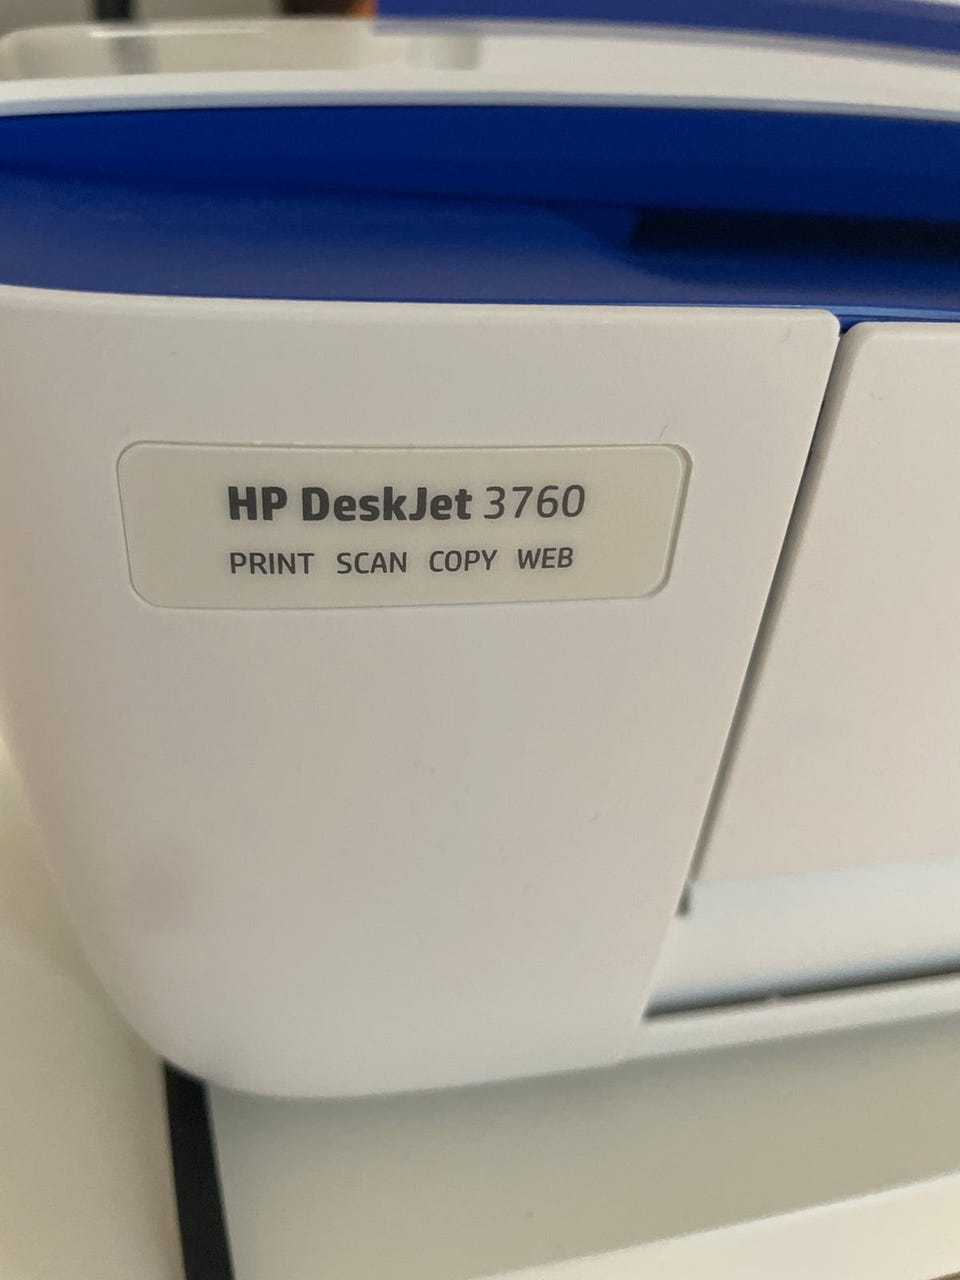 HP DeskJet 3760
PRINT SCAN COPY WEB